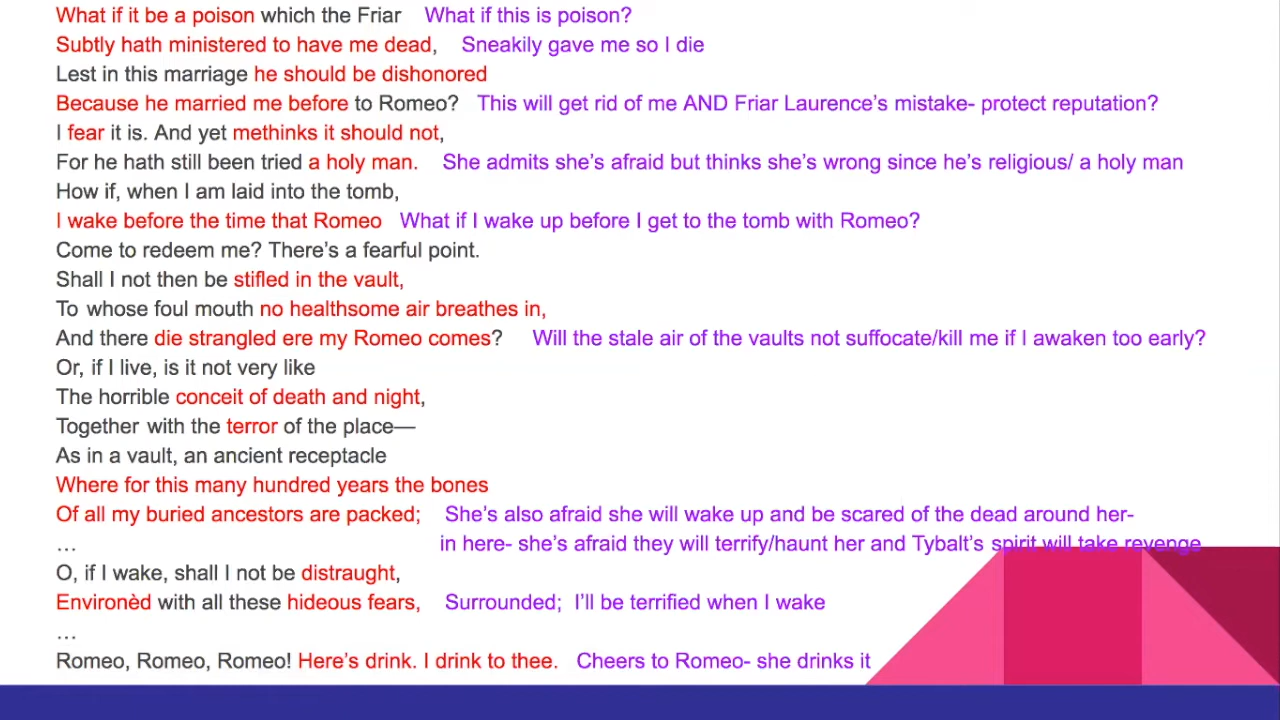 What if it be a poison which the Friar What if this is poison?
Subtly hath ministered to have me dead, Sneakily gave me so I die
Lest in this marriage he should be dishonored
Because he married me before to Romeo? This will get rid of me AND Friar Laurence’s mistake- protect reputation?
I fear it is. And yet methinks it should not,
For he hath still been tried a holy man. She admits she’s afraid but thinks she’s wrong since he’s religious/ a holy man
How if, when I am laid into the tomb,
I wake before the time that Romeo What if I wake up before I get to the tomb with Romeo?
Come to redeem me? There’s a fearful point.
Shall I not then be stifled in the vault,
To whose foul mouth no healthsome air breathes in,
And there die strangled ere my Romeo comes? Will the stale air of the vaults not suffocate/kill me if I awaken too early?
Or, if I live, is it not very like
The horrible conceit of death and night,
Together with the terror of the place—
As in a vault, an ancient receptacle
Where for this many hundred years the bones
Of all my buried ancestors are packed; She’s also afraid she will wake up and be scared of the dead around her-
… in here- she’s afraid they will terrify/haunt her and Tybalt’s spirit will take revenge
O, if I wake, shall I not be distraught,
Environèd with all these hideous fears, Surrounded; I’ll be terrified when I wake
…
Romeo, Romeo, Romeo! Here’s drink. I drink to thee. Cheers to Romeo- she drinks it